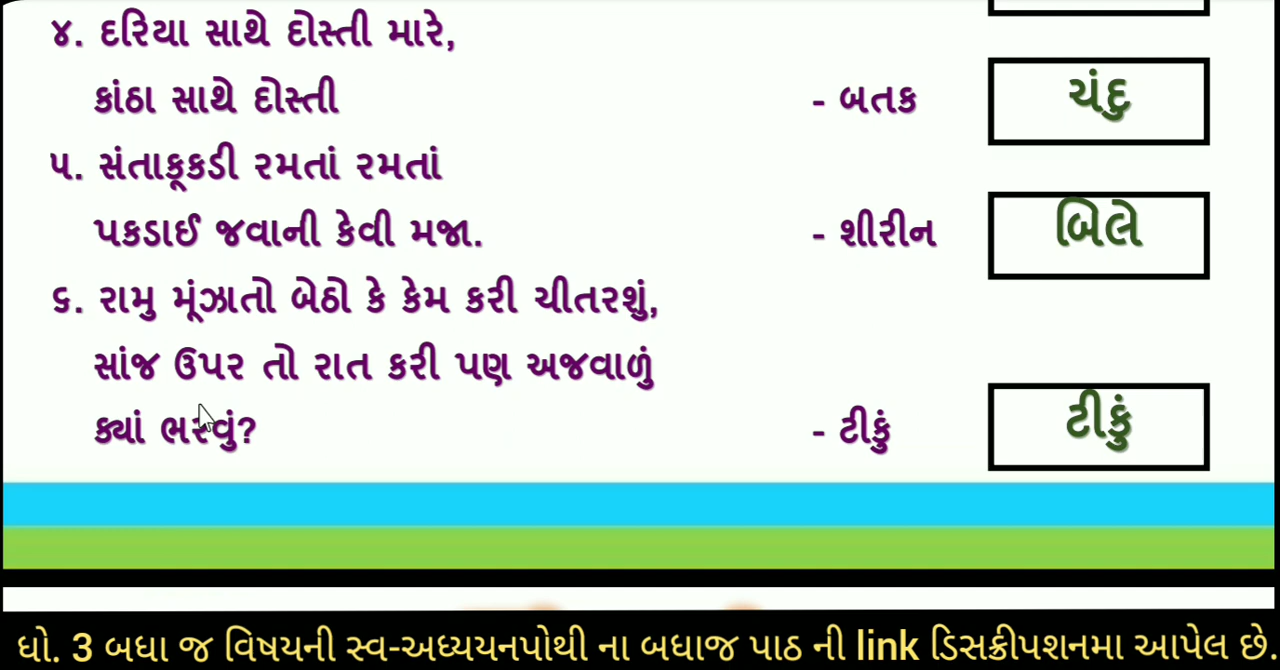 ૪. દરિયા સાથે દોસ્તી મારે,
કાંઠા સાથે દોસ્તી - બતક ચંદુ
૫. સંતાકૂકડી રમતાં રમતાં
પકડાઈ જવાની કેવી મજા. - શીરીન બિલે
૬. રામુ મૂંઝાતો બેઠો કે કેમ કરી ચીતરશું,
સાંજ ઉપર તો રાત કરી પણ અજવાળું
ક્યાં ભરવું? - ટીકું ટીકું
ધો. 3 બધા જ વિષયની સ્વ-અધ્યયનપોથી ના બધાજ પાઠ ની link ડિસક્રીપશનમા આપેલ છે.